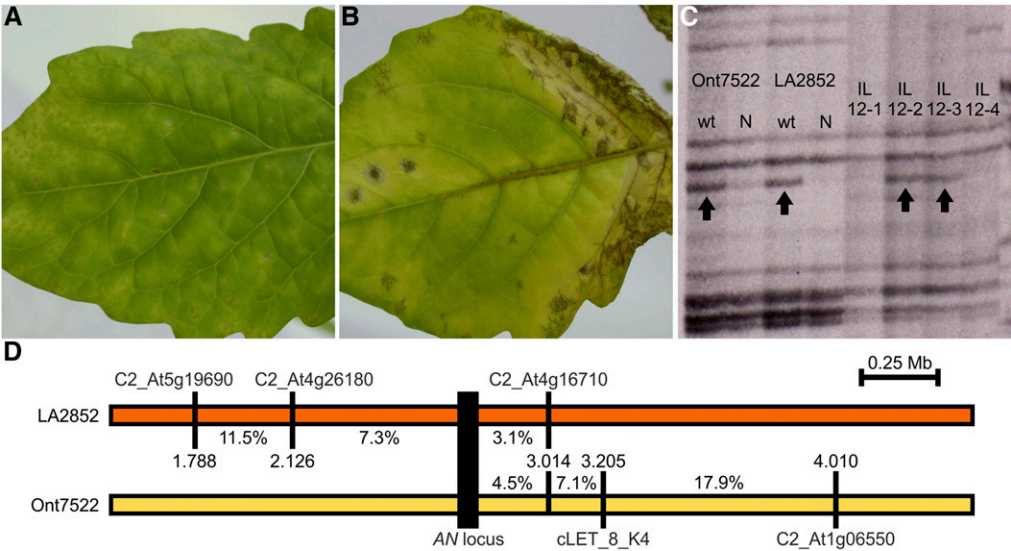 A
B
C
Ont7522 LA2852
wt N wt N
IL 12-1
IL 12-2
IL 12-3
IL 12-4
D
0.25 Mb
C2_At5g19690 C2_At4g26180 C2_At4g16710
LA2852
11.5% 7.3% 3.1%
1.788 2.126 3.014 3.205 4.010
4.5% 7.1% 17.9%
Ont7522
AN locus cLET_8_K4 C2_At1g06550